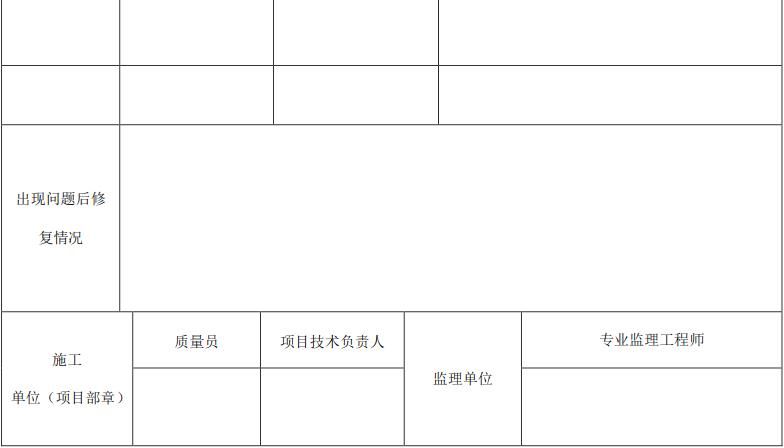 出现问题后修
复情况
质量员
项目技术负责人
专业监理工程师
施工
监理单位
单位（项目部章）